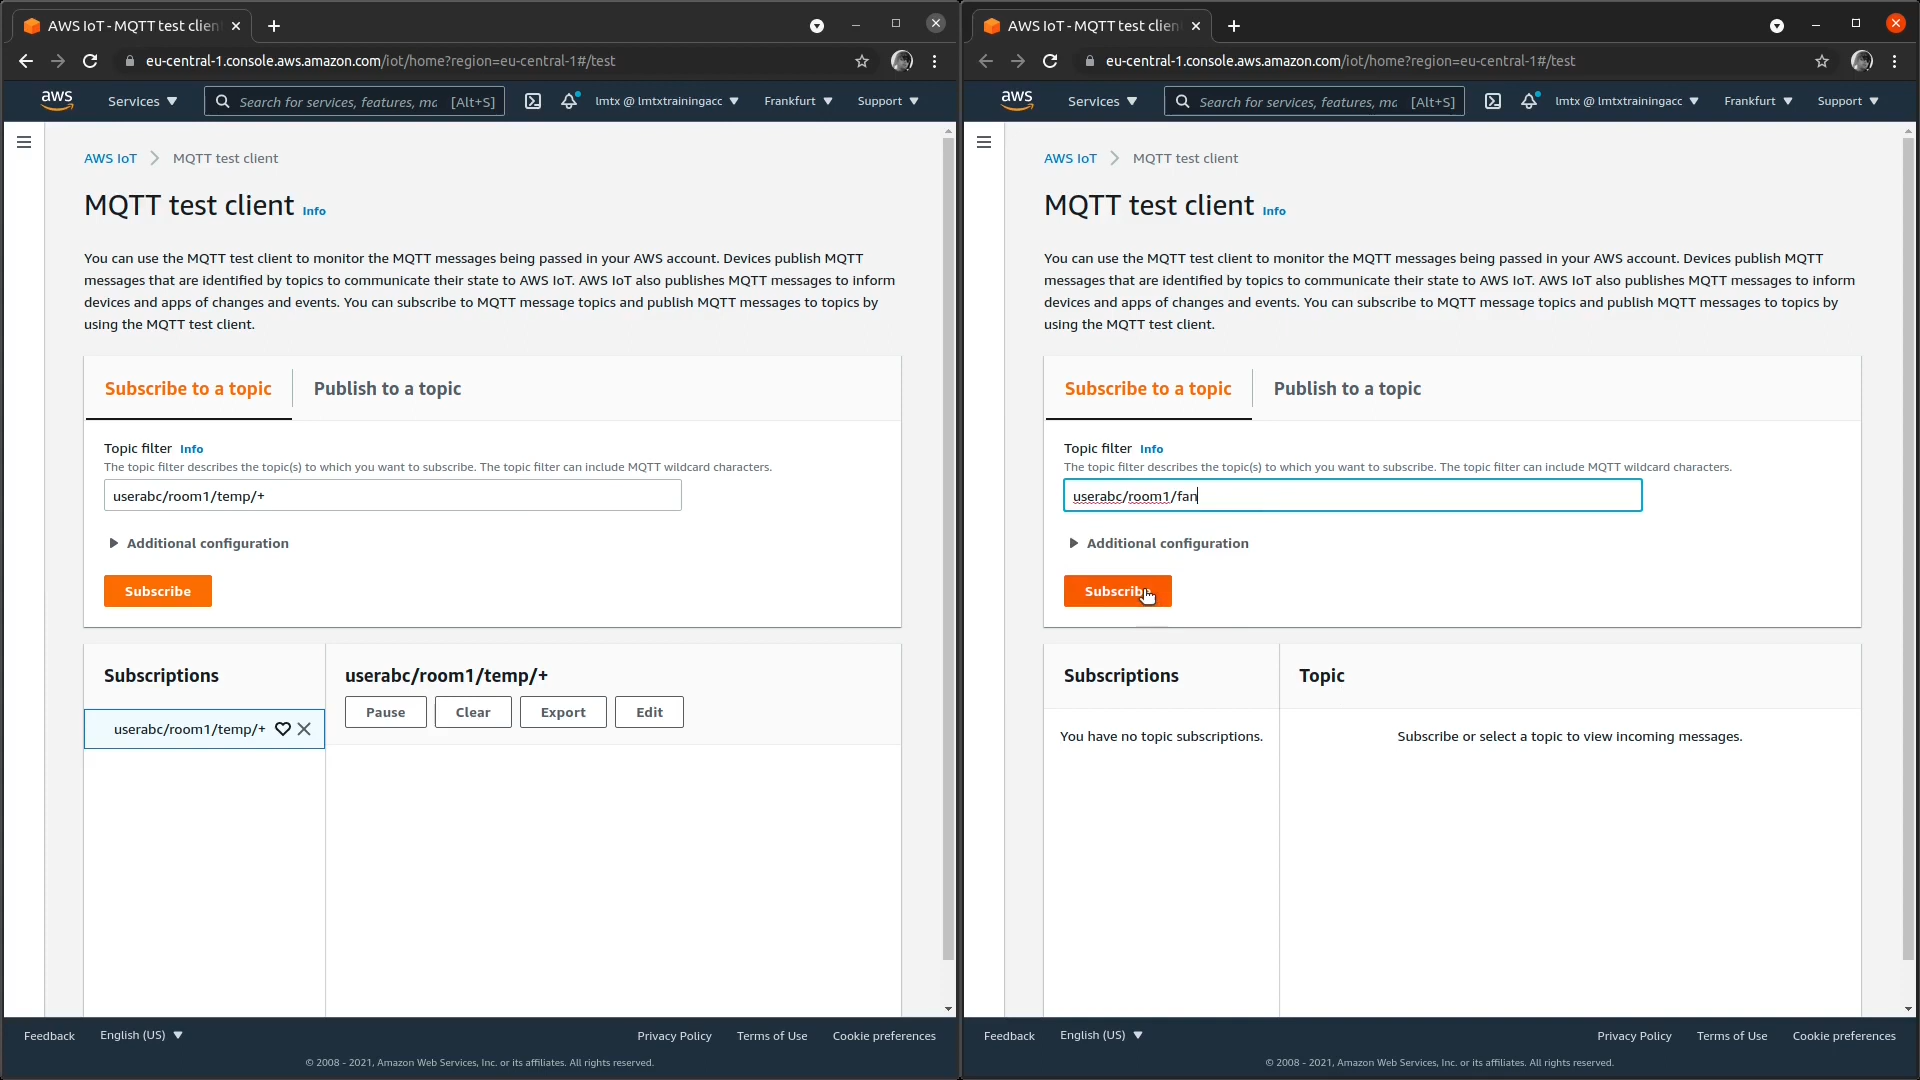 AWS IoT - MQTT test clien
eu-central-1.console.aws.amazon.com/iot/home?region=eu-central-1#/test
aws
Services
Search for services, features, mc [Alt+S]
lmtx @ lmtxtrainingacc
Frankfurt
Support
AWS IoT
MQTT test client
MQTT test client Info
You can use the MQTT test client to monitor the MQTT messages being passed in your AWS account. Devices publish MQTT
messages that are identified by topics to communicate their state to AWS IoT. AWS IoT also publishes MQTT messages to inform
devices and apps of changes and events. You can subscribe to MQTT message topics and publish MQTT messages to topics by
using the MQTT test client.
Subscribe to a topic
Publish to a topic
Topic filter Info
The topic filter describes the topic(s) to which you want to subscribe. The topic filter can include MQTT wildcard characters.
userabc/room1/temp/+
Additional configuration
Subscribe
Subscriptions
userabc/room1/temp/+
userabc/room1/temp/+
Pause
Clear
Export
Edit
Feedback
English (US)
Privacy Policy
Terms of Use
Cookie preferences
© 2008 - 2021, Amazon Web Services, Inc. or its affiliates. All rights reserved.
AWS IoT - MQTT test clien
eu-central-1.console.aws.amazon.com/iot/home?region=eu-central-1#/test
aws
Services
Search for services, features, mc [Alt+S]
lmtx @ lmtxtrainingacc
Frankfurt
Support
AWS IoT
MQTT test client
MQTT test client Info
You can use the MQTT test client to monitor the MQTT messages being passed in your AWS account. Devices publish MQTT
messages that are identified by topics to communicate their state to AWS IoT. AWS IoT also publishes MQTT messages to inform
devices and apps of changes and events. You can subscribe to MQTT message topics and publish MQTT messages to topics by
using the MQTT test client.
Subscribe to a topic
Publish to a topic
Topic filter Info
The topic filter describes the topic(s) to which you want to subscribe. The topic filter can include MQTT wildcard characters.
userabc/room1/fan
Additional configuration
Subscribe
Subscriptions
You have no topic subscriptions.
Topic
Subscribe or select a topic to view incoming messages.
Feedback
English (US)
Privacy Policy
Terms of Use
Cookie preferences
© 2008 - 2021, Amazon Web Services, Inc. or its affiliates. All rights reserved.